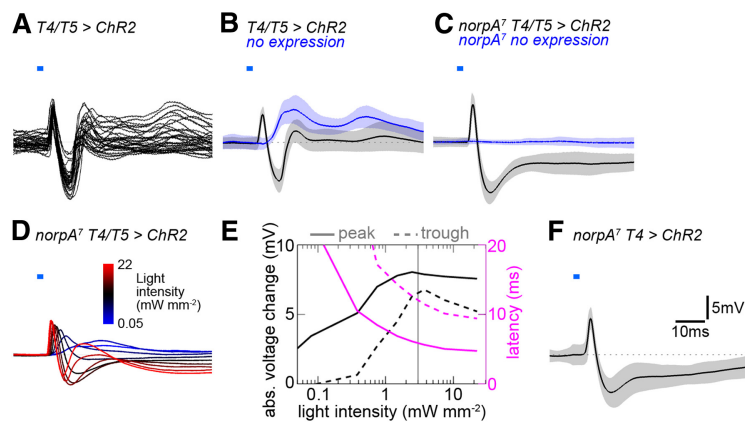 A T4/T5 > ChR2
B T4/T5 > ChR2
no expression
C norpA⁷ T4/T5 > ChR2
norpA⁷ no expression
D norpA⁷ T4/T5 > ChR2
22
Light
intensity
(mW mm⁻²)
0.05
E
peak trough
abs. voltage change (mV)
10
5
0
0.1 1 10
light intensity (mW mm⁻²)
20
10
0
latency (ms)
F norpA⁷ T4 > ChR2
5mV
10ms